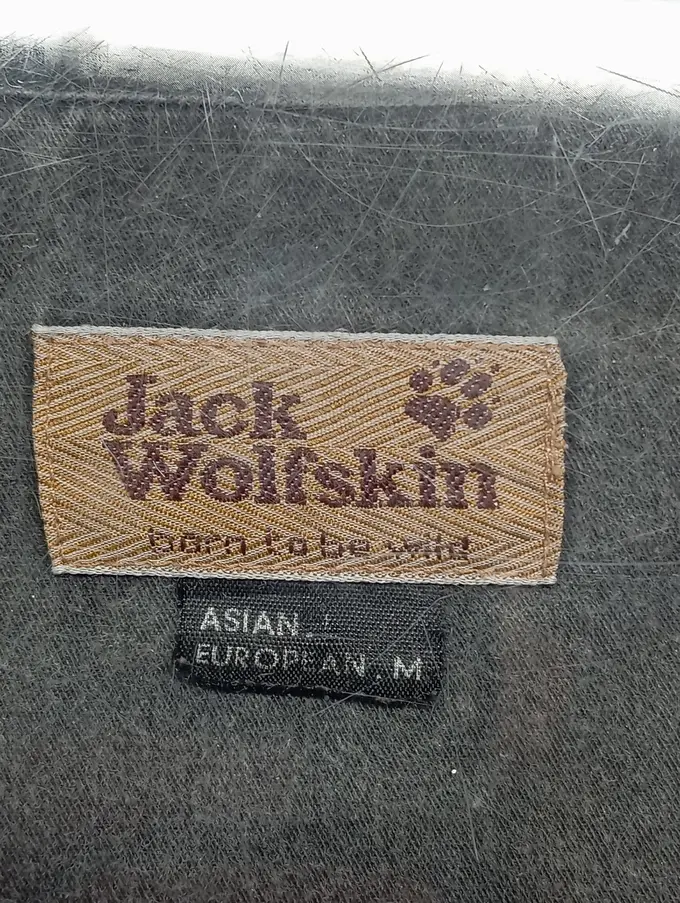 Jack
Wolfskin
born to be wild
ASIAN.
EUROPEAN . M